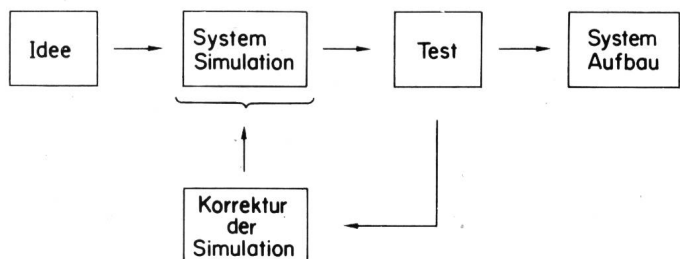 Idee
System
Simulation
Test
System
Aufbau
Korrektur
der
Simulation